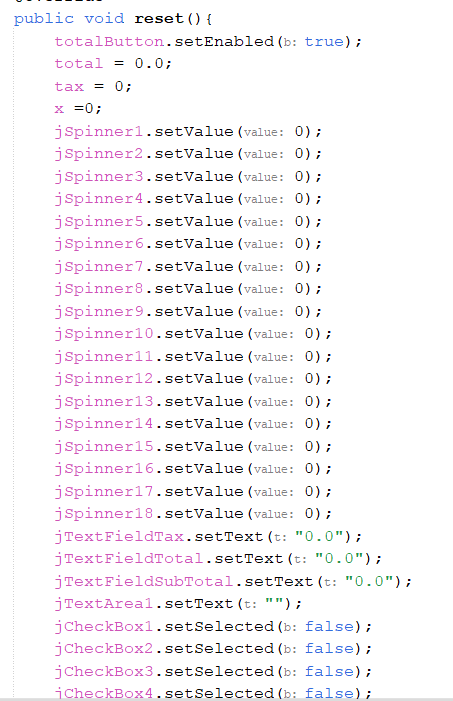 public void reset(){
totalButton.setEnabled(b: true);
total = 0.0;
tax = 0;
x =0;
jSpinner1.setValue(value: 0);
jSpinner2.setValue(value: 0);
jSpinner3.setValue(value: 0);
jSpinner4.setValue(value: 0);
jSpinner5.setValue(value: 0);
jSpinner6.setValue(value: 0);
jSpinner7.setValue(value: 0);
jSpinner8.setValue(value: 0);
jSpinner9.setValue(value: 0);
jSpinner10.setValue(value: 0);
jSpinner11.setValue(value: 0);
jSpinner12.setValue(value: 0);
jSpinner13.setValue(value: 0);
jSpinner14.setValue(value: 0);
jSpinner15.setValue(value: 0);
jSpinner16.setValue(value: 0);
jSpinner17.setValue(value: 0);
jSpinner18.setValue(value: 0);
jTextFieldTax.setText(t: "0.0");
jTextFieldTotal.setText(t: "0.0");
jTextFieldSubTotal.setText(t: "0.0");
jTextArea1.setText(t: "");
jCheckBox1.setSelected(b: false);
jCheckBox2.setSelected(b: false);
jCheckBox3.setSelected(b: false);
jCheckBox4.setSelected(b: false);